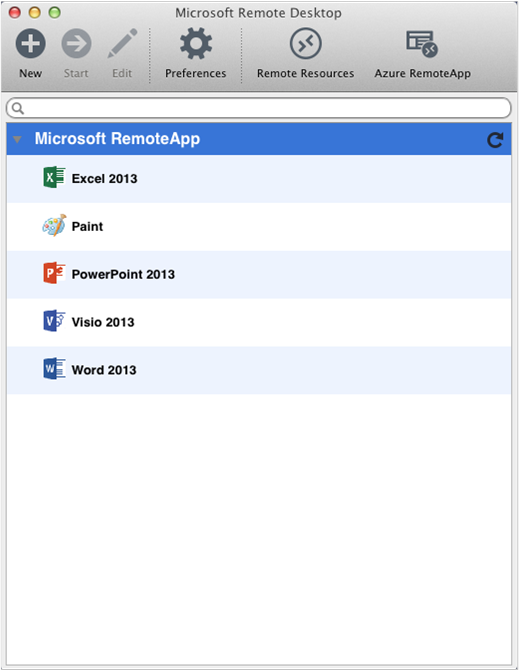 Microsoft Remote Desktop
New Start Edit Preferences Remote Resources Azure RemoteApp
Microsoft RemoteApp
Excel 2013
Paint
PowerPoint 2013
Visio 2013
Word 2013